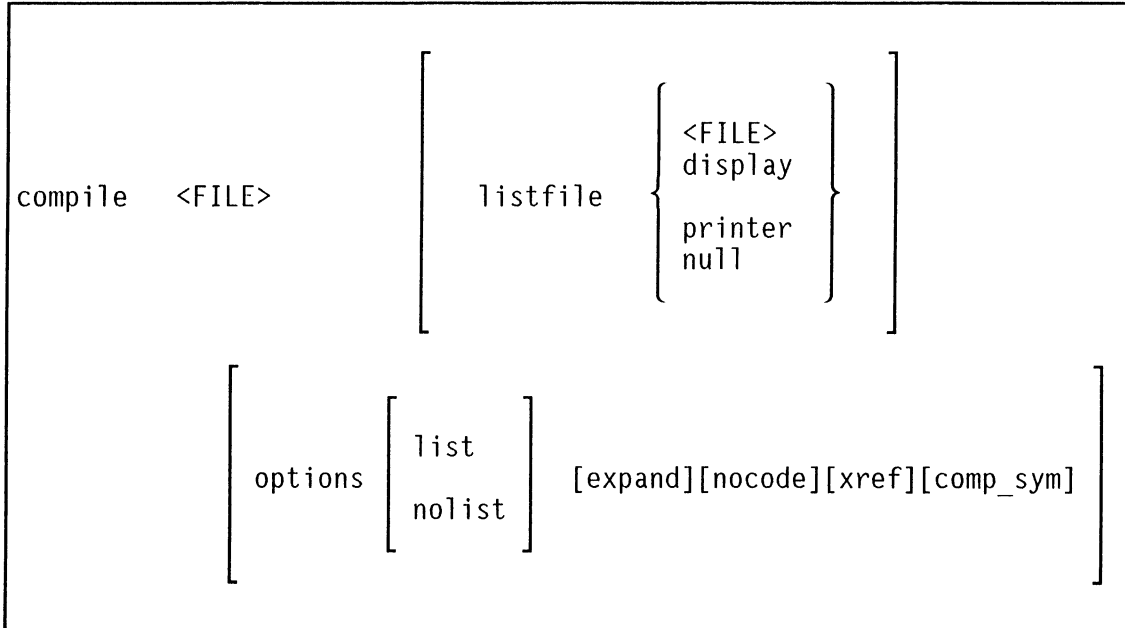 <FILE>
display
compile <FILE> listfile
printer
null
list
options [expand][nocode][xref][comp_sym]
nolist